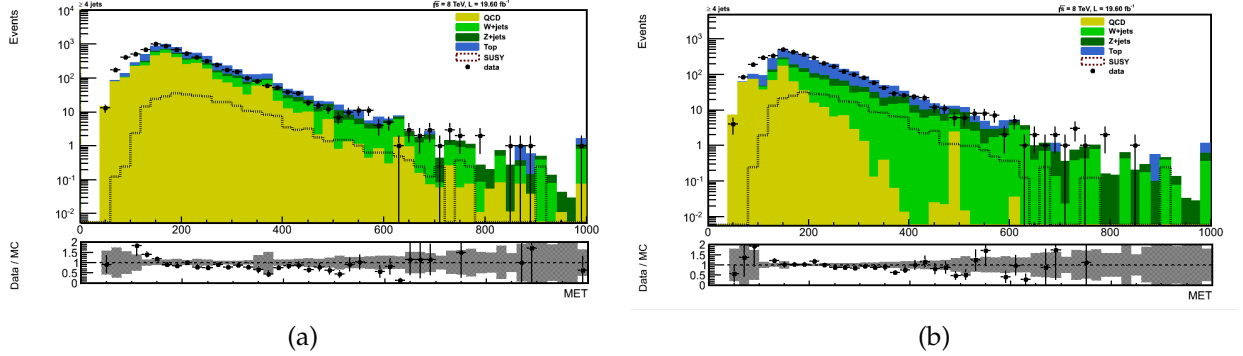 ≥ 4 jets
√s = 8 TeV, L = 19.60 fb⁻¹
Events
QCD
W+jets
Z+jets
Top
SUSY
data
10³
10²
10
1
10⁻¹
10⁻²
0 200 400 600 800 1000
Data / MC
2
1.5
1
0.5
0
MET
(a)
≥ 4 jets
√s = 8 TeV, L = 19.60 fb⁻¹
Events
QCD
W+jets
Z+jets
Top
SUSY
data
10⁴
10³
10²
10
1
10⁻¹
10⁻²
0 200 400 600 800 1000
Data / MC
2
1.5
1
0.5
0
MET
(b)